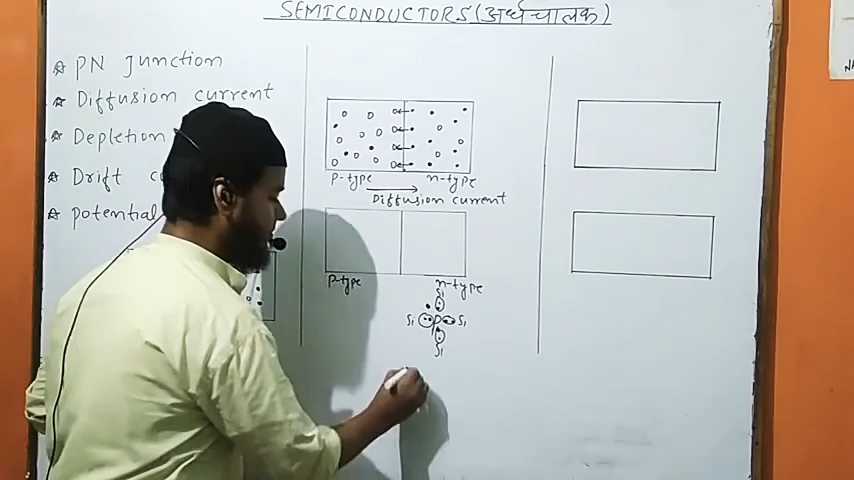 SEMICONDUCTORS (अर्धचालक)
☆ PN Junction
☆ Diffusion current
☆ Depletion
☆ Drift
☆ potential
P-type n-type
Diffusion current
P-type n-type
Si
Si P Si
Si